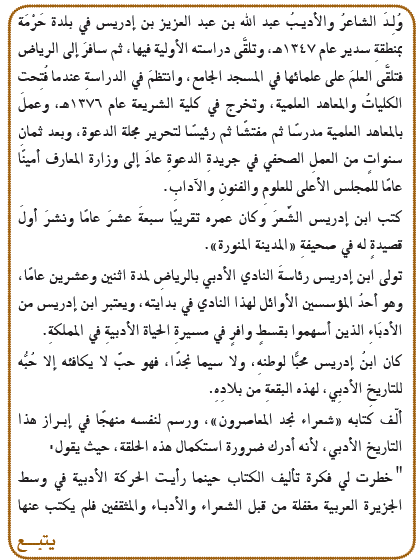 وُلِدَ الشاعرُ والأديبُ عبد الله بن عبد العزيز بن إدريس في بلدة حَرْمَة
بمنطقةِ سدير عام ١٣٤٧هـ، وتلقَّى دراسته الأولية فيها، ثم سافرَ إلى الرياض
فتلقَّى العلمَ على علمائها في المسجد الجامع، وانتظمَ في الدراسةِ عندما فُتِحت
الكلياتُ والمعاهد العلمية، وتخرج في كلية الشريعة عام ١٣٧٦هـ، وعملَ
بالمعاهد العلمية مدرسًا ثم مفتشًا ثم رئيسًا لتحرير مجلة الدعوة، وبعد ثمان
سنواتٍ من العملِ الصحفي في جريدةِ الدعوةِ عادَ إلى وزارة المعارف أمينًا
عامًا للمجلس الأعلى للعلومِ والفنونِ والآدابِ.
كتب ابن إدريس الشِّعرَ وكان عمره تقريبًا سبعةَ عشرَ عامًا ونشرَ أولَ
قصيدةٍ له في صحيفةِ «المدينة المنورة».
تولى ابن إدريس رئاسةَ النادي الأدبي بالرياضِ لمدة اثنين وعشرين عامًا،
وهو أحدُ المؤسسين الأوائل لهذا النادي في بدايته، ويعتبر ابن إدريس من
الأدبَاءِ الذين أسهموا بقسطٍ وافرٍ في مسيرةِ الحياة الأدبيةِ في المملكةِ.
كان ابنُ إدريس محبًّا لوطنهِ، ولا سيما نجدًا، فهو حبّ لا يكافئه إلا حُبُّه
للتاريخ الأدبي، لهذه البقعةِ من بلادِهِ.
ألّف كتابه «شعراء نجد المعاصرون»، ورسم لنفسه منهجًا في إبراز هذا
التاريخ الأدبي، لأنه أدرك ضرورة استكمال هذه الحلقة، حيث يقول:
"خطرت لي فكرة تأليف الكتاب حينما رأيت الحركة الأدبية في وسط
الجزيرة العربية مغفلة من قبل الشعراء والأدباء والمثقفين فلم يكتب عنها
يتبــع